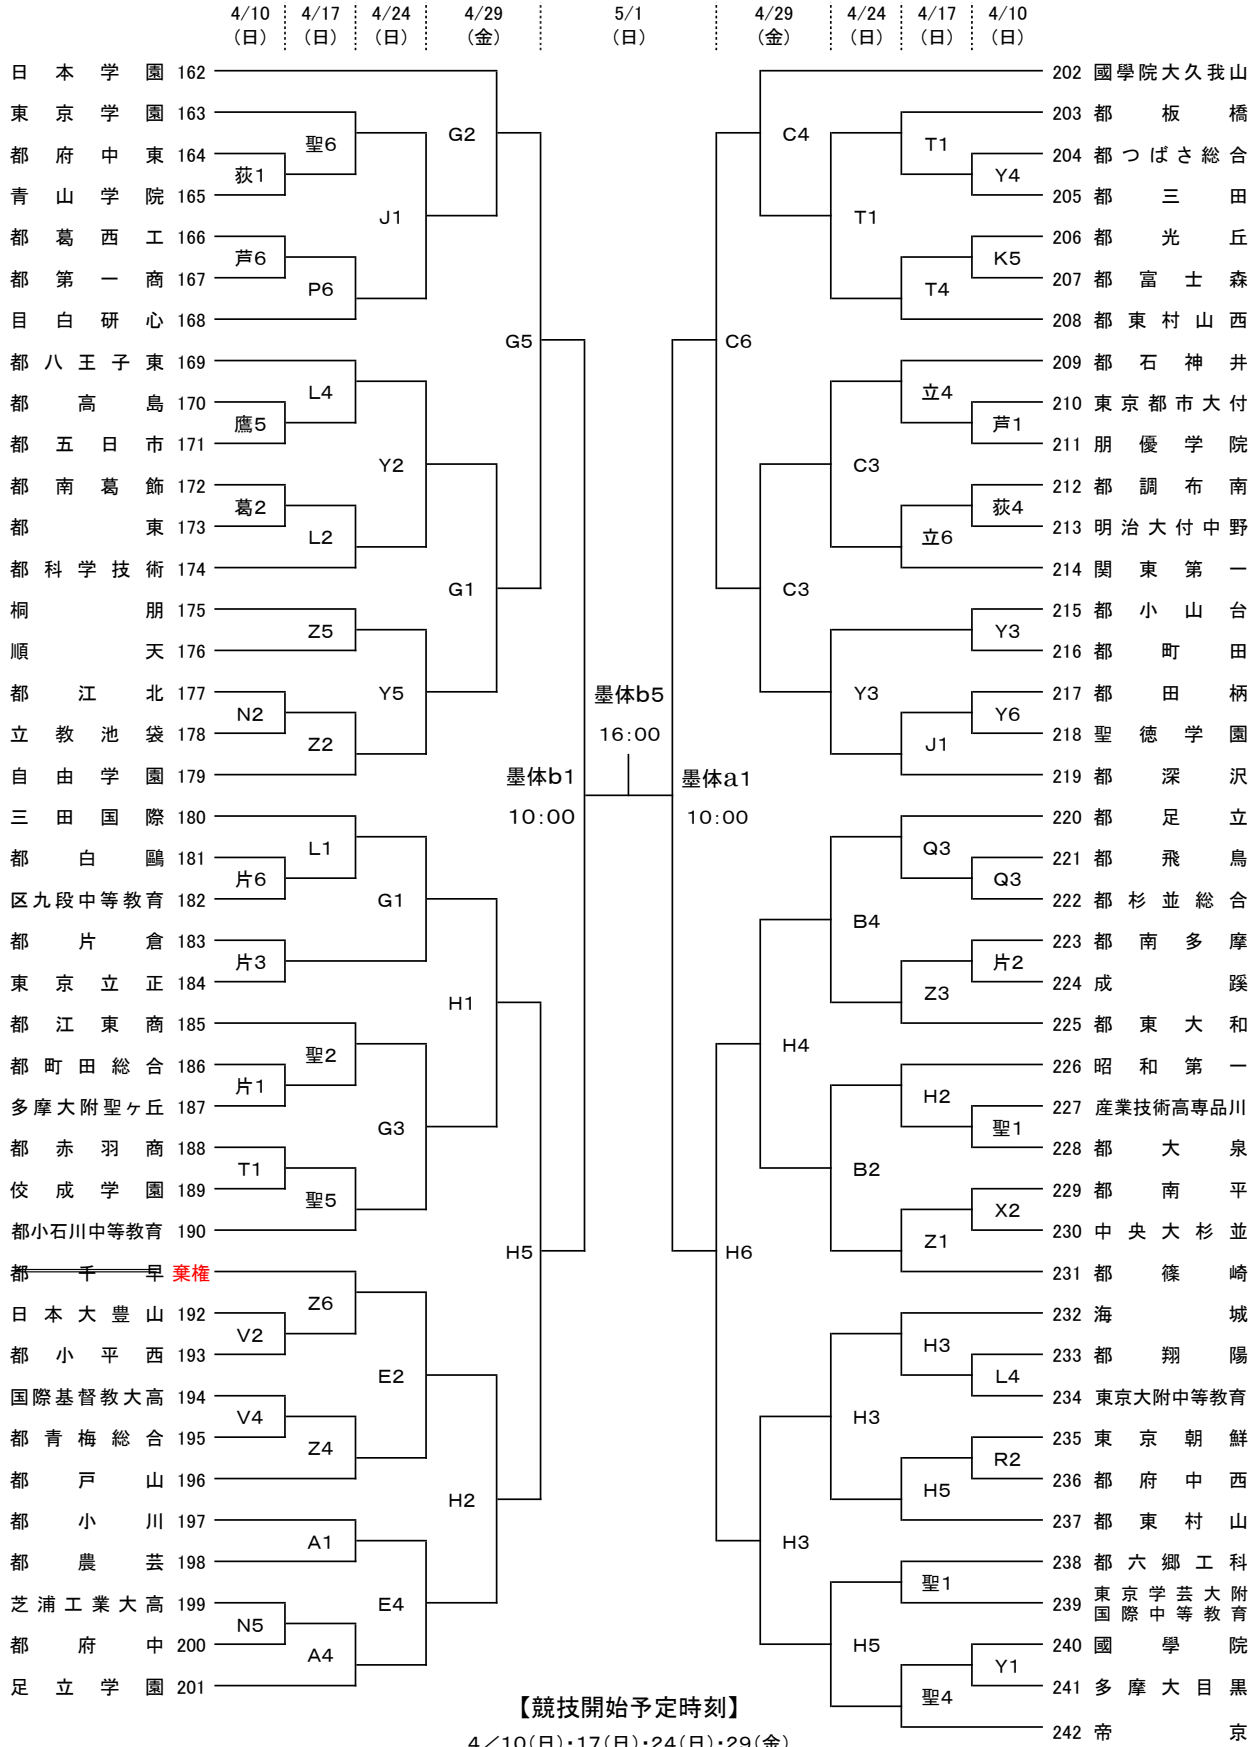 4/10 4/17 4/24 4/29 5/1 4/29 4/24 4/17 4/10
(日) (日) (日) (金) (日) (金) (日) (日) (日)
日本学園 162
東京学園 163
都府中東 164
青山学院 165
都葛西工 166
都第一商 167
目白研心 168
都八王子東 169
都高島 170
都五日市 171
都南葛飾 172
都東 173
都科学技術 174
桐朋 175
順天 176
都江北 177
立教池袋 178
自由学園 179
三田国際 180
都白鷗 181
区九段中等教育 182
都片倉 183
東京立正 184
都江東商 185
都町田総合 186
多摩大附聖ヶ丘 187
都赤羽商 188
佼成学園 189
都小石川中等教育 190
都千早 棄権
日本大豊山 192
都小平西 193
国際基督教大高 194
都青梅総合 195
都戸山 196
都小川 197
都農芸 198
芝浦工業大高 199
都府中 200
足立学園 201
荻1
芦6
鷹5
葛2
N2
片6
片3
片1
T1
V2
V4
N5
聖6
P6
L4
L2
Z5
Z2
L1
聖2
聖5
Z6
Z4
A1
A4
J1
Y2
Y5
G1
G3
E2
E4
G2
G1
H1
H2
G5
H5
墨体b5
16:00
墨体b1
10:00
墨体a1
10:00
C6
H6
C4
C3
H4
H3
T1
C3
Y3
B4
B2
H3
H5
T1
T4
立4
立6
J1
Q3
Z3
H2
Z1
H3
H5
聖1
聖4
Y4
K5
芦1
荻4
Y3
Y6
Q3
片2
聖1
X2
L4
R2
Y1
202 國學院大久我山
203 都板橋
204 都つばさ総合
205 都三田
206 都光丘
207 都富士森
208 都東村山西
209 都石神井
210 東京都市大付
211 朋優学院
212 都調布南
213 明治大付中野
214 関東第一
215 都小山台
216 都町田
217 都田柄
218 聖徳学園
219 都深沢
220 都足立
221 都飛鳥
222 都杉並総合
223 都南多摩
224 成蹊
225 都東大和
226 昭和第一
227 産業技術高専品川
228 都大泉
229 都南平
230 中央大杉並
231 都篠崎
232 海城
233 都翔陽
234 東京大附中等教育
235 東京朝鮮
236 都府中西
237 都東村山
238 都六郷工科
239 東京学芸大附
国際中等教育
240 國學院
241 多摩大目黒
242 帝京
【競技開始予定時刻】
4/10(日)・17(日)・24(日)・29(金)